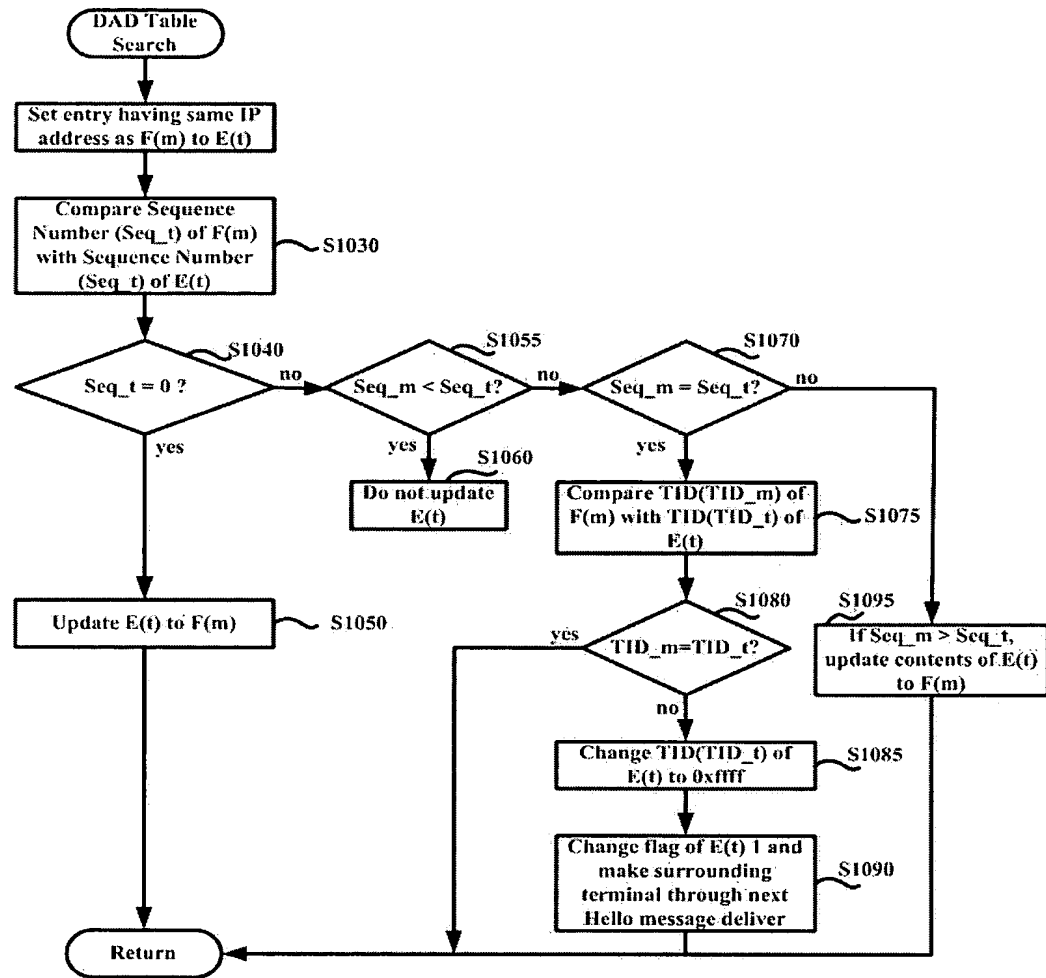 DAD Table
Search
Set entry having same IP
address as F(m) to E(t)
Compare Sequence
Number (Seq_t) of F(m)
with Sequence Number
(Seq_t) of E(t)
S1030
Seq_t = 0 ?
S1040
no
yes
Seq_m < Seq_t?
S1055
no
yes
Seq_m = Seq_t?
S1070
no
yes
Do not update
E(t)
S1060
Compare TID(TID_m) of
F(m) with TID(TID_t) of
E(t)
S1075
Update E(t) to F(m)
S1050
TID_m=TID_t?
S1080
yes
no
S1095
If Seq_m > Seq_t,
update contents of E(t)
to F(m)
Change TID(TID_t) of
E(t) to 0xffff
S1085
Change flag of E(t) 1 and
make surrounding
terminal through next
Hello message deliver
S1090
Return